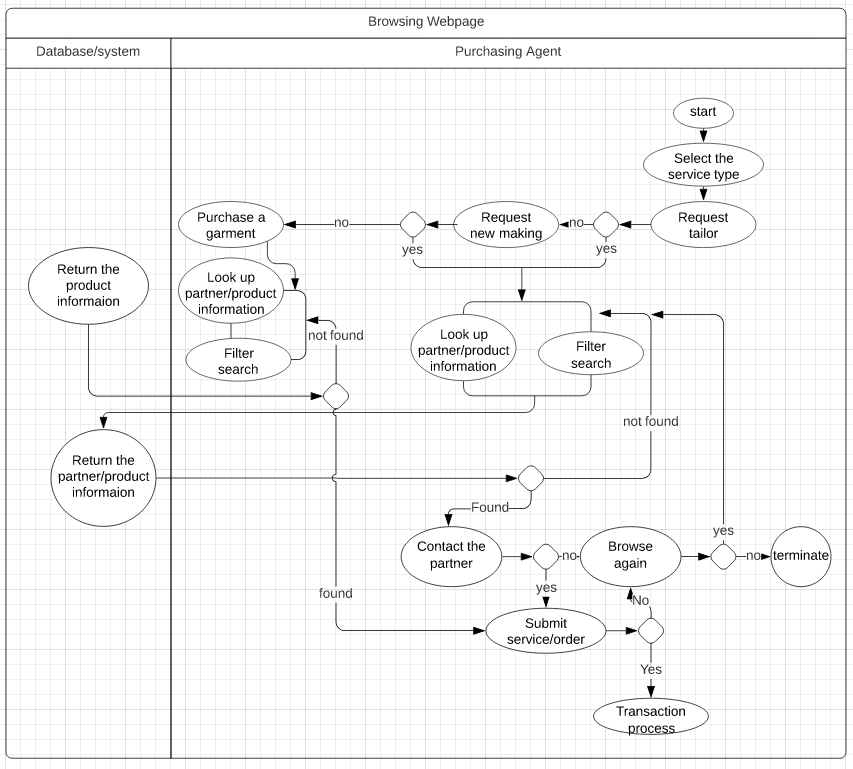 Browsing Webpage
Database/system
Purchasing Agent
start
Select the
service type
Request
tailor
no
yes
Request
new making
no
yes
Purchase a
garment
Look up
partner/product
information
Filter
search
not found
Return the
product
informaion
Look up
partner/product
information
Filter
search
not found
Return the
partner/product
informaion
Found
Contact the
partner
no
yes
Browse
again
yes
no
terminate
found
Submit
service/order
No
Yes
Transaction
process